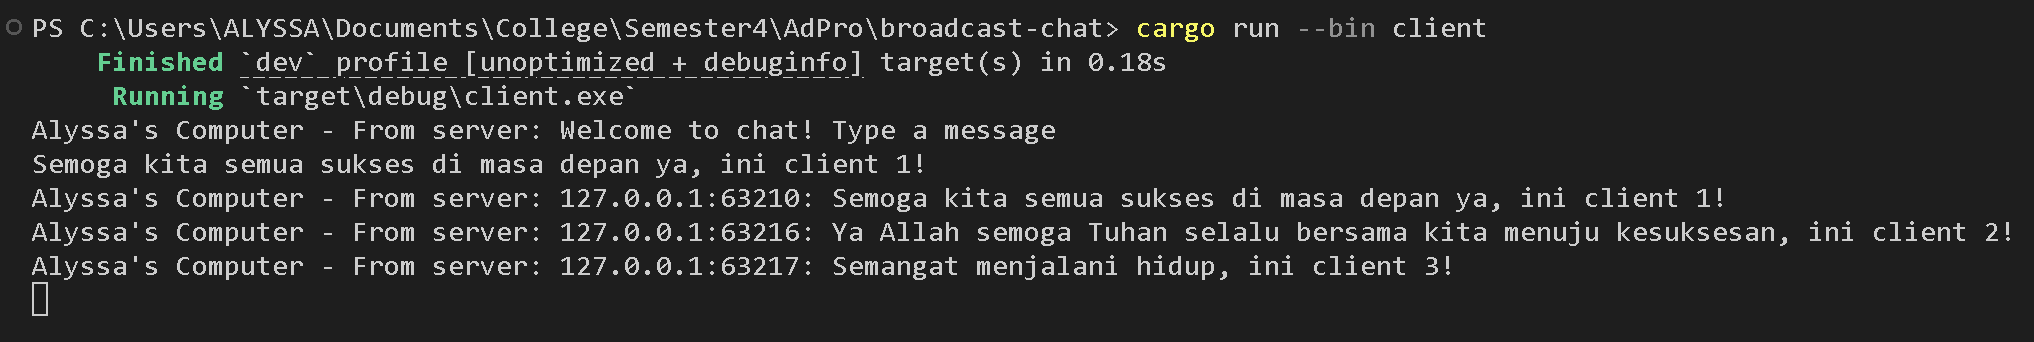 PS C:\Users\ALYSSA\Documents\College\Semester4\AdPro\broadcast-chat> cargo run --bin client
Finished `dev` profile [unoptimized + debuginfo] target(s) in 0.18s
Running `target\debug\client.exe`
Alyssa's Computer - From server: Welcome to chat! Type a message
Semoga kita semua sukses di masa depan ya, ini client 1!
Alyssa's Computer - From server: 127.0.0.1:63210: Semoga kita semua sukses di masa depan ya, ini client 1!
Alyssa's Computer - From server: 127.0.0.1:63216: Ya Allah semoga Tuhan selalu bersama kita menuju kesuksesan, ini client 2!
Alyssa's Computer - From server: 127.0.0.1:63217: Semangat menjalani hidup, ini client 3!